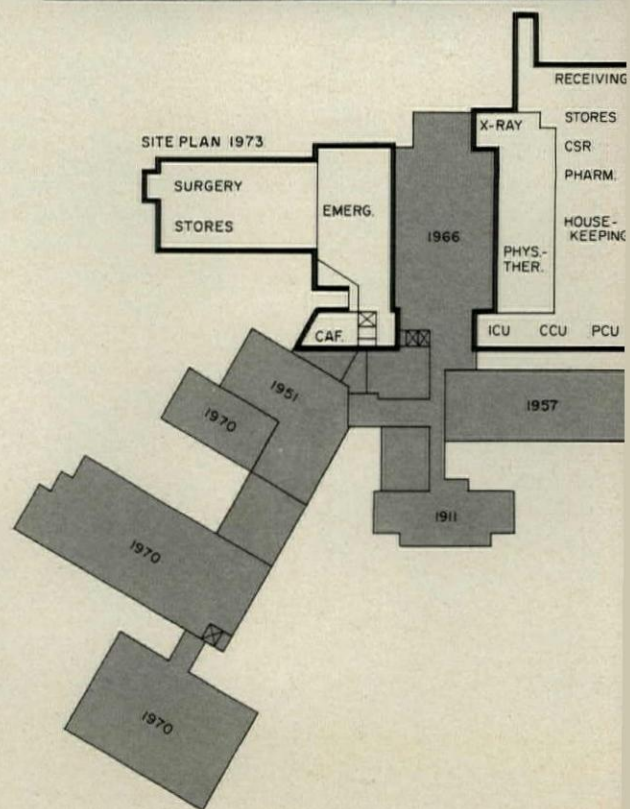 RECEIVING
X-RAY
STORES
SITE PLAN 1973
CSR
PHARM.
SURGERY
EMERG.
STORES
1966
HOUSE-
KEEPING
PHYS.-
THER.
ICU CCU PCU
CAF.
1951
1970
1957
1911
1970
1970